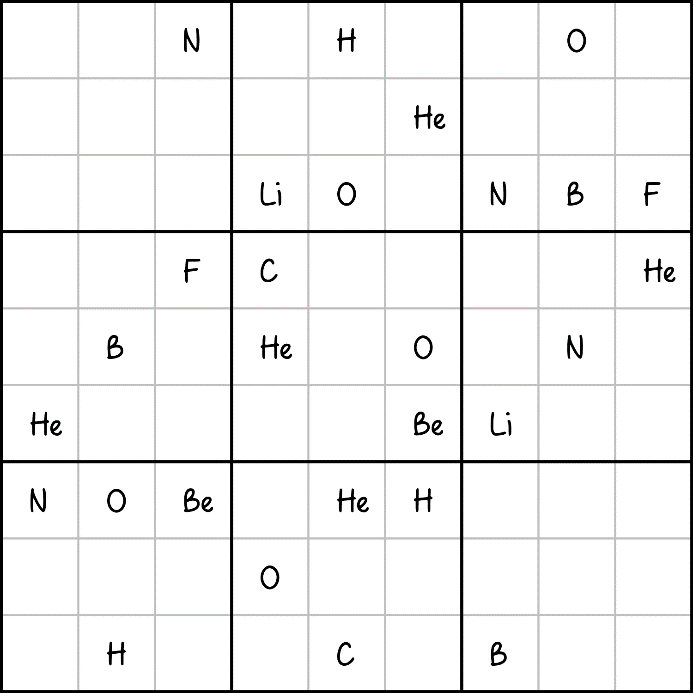 N H O
He
Li O N B F
F C He
B He O N
He Be Li
N O Be He H
O
H C B